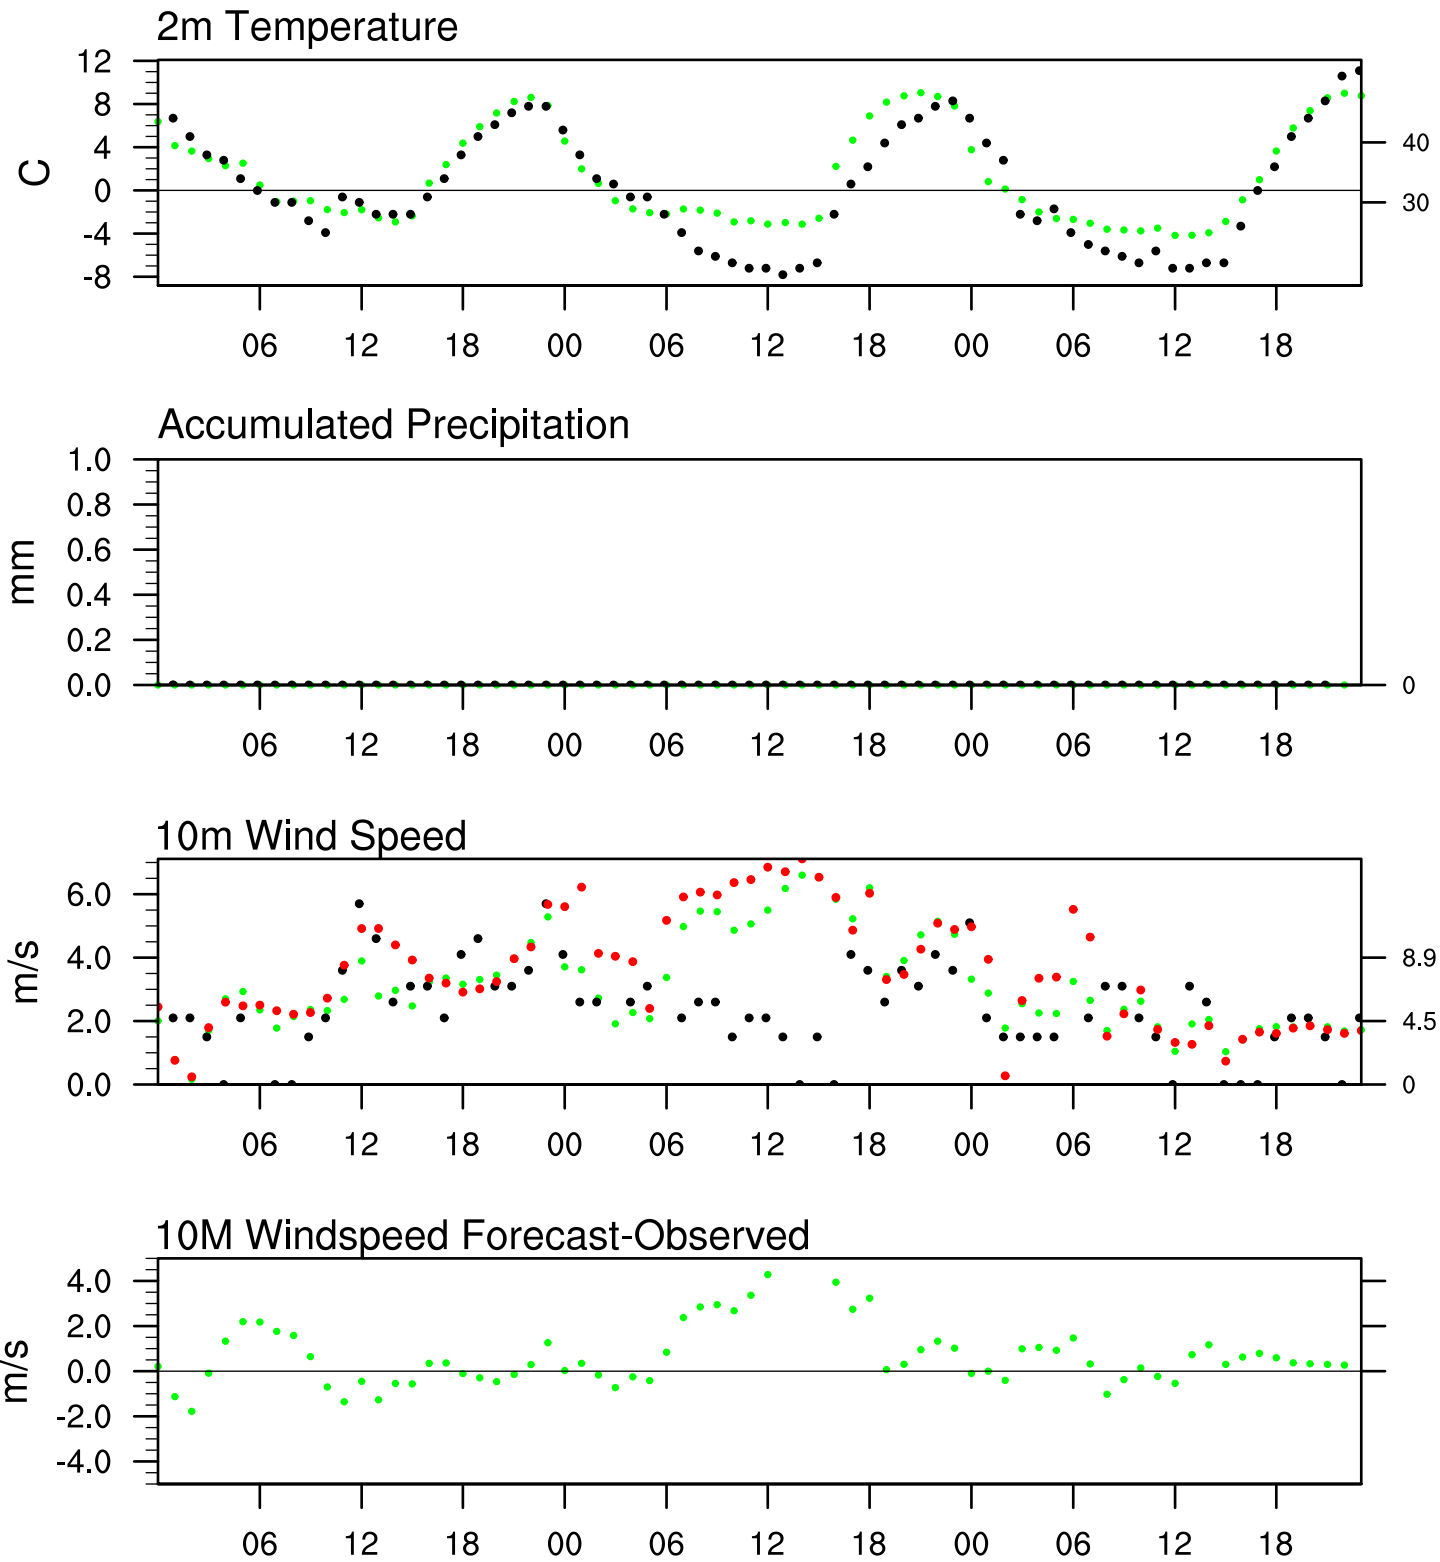 2m Temperature
12
8
4
0
-4
-8
C
40
30
06 12 18 00 06 12 18 00 06 12 18
Accumulated Precipitation
1.0
0.8
0.6
0.4
0.2
0.0
mm
0
06 12 18 00 06 12 18 00 06 12 18
10m Wind Speed
6.0
4.0
2.0
0.0
m/s
8.9
4.5
0
06 12 18 00 06 12 18 00 06 12 18
10M Windspeed Forecast-Observed
4.0
2.0
0.0
-2.0
-4.0
m/s
06 12 18 00 06 12 18 00 06 12 18